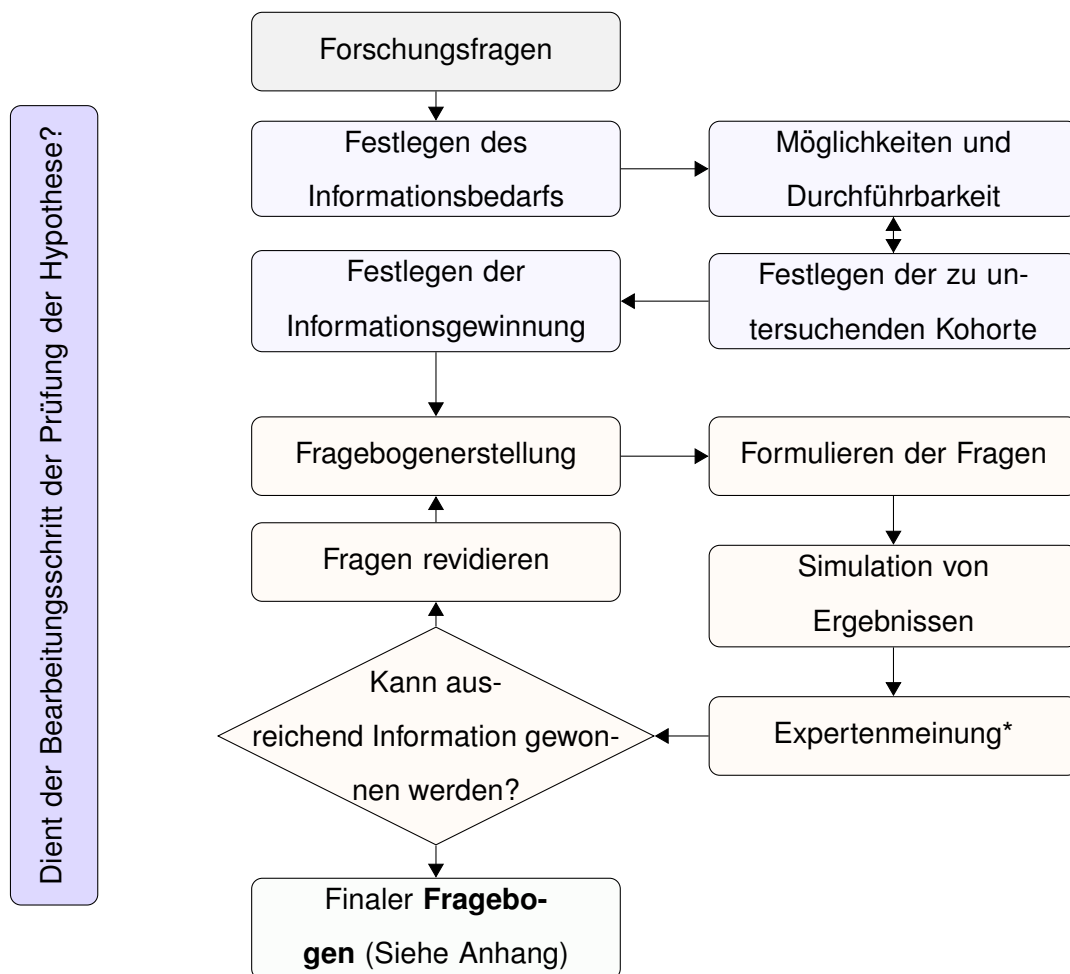 Dient der Bearbeitungsschritt der Prüfung der Hypothese?
Forschungsfragen
Festlegen des
Informationsbedarfs
Möglichkeiten und
Durchführbarkeit
Festlegen der
Informationsgewinnung
Festlegen der zu un-
tersuchenden Kohorte
Fragebogenerstellung
Formulieren der Fragen
Fragen revidieren
Simulation von
Ergebnissen
Kann aus-
reichend Information gewon-
nen werden?
Expertenmeinung*
Finaler Fragebo-
gen (Siehe Anhang)